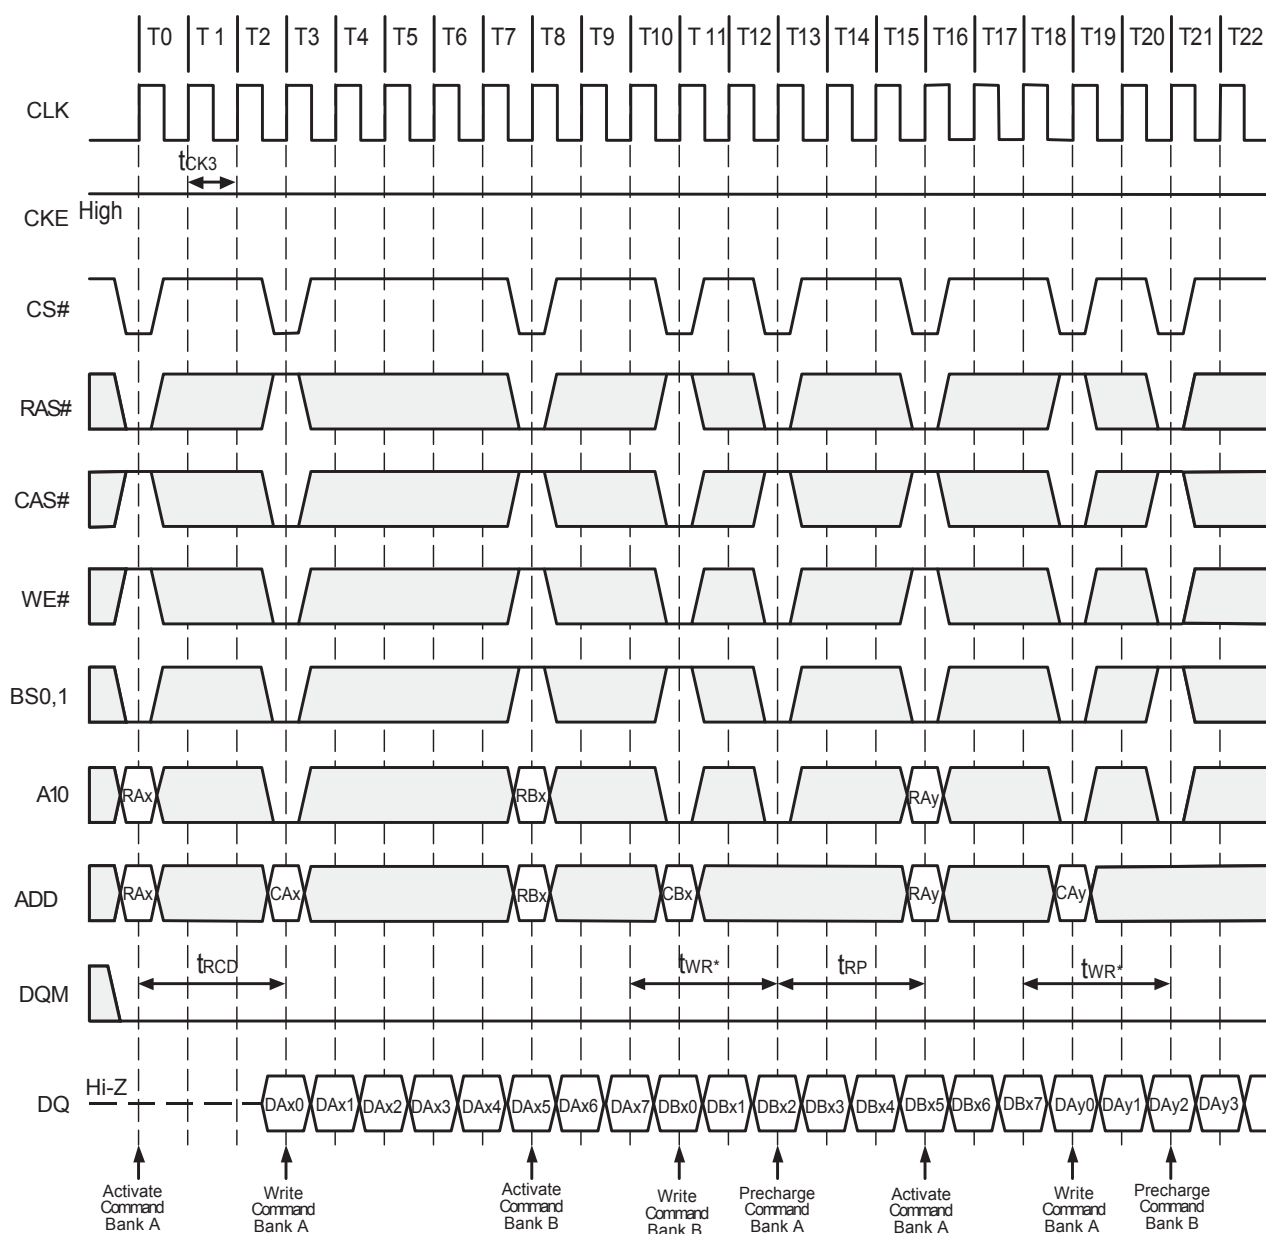 T0 T 1 T2 T3 T4 T5 T6 T7 T8 T9 T10 T 11 T12 T13 T14 T15 T16 T17 T18 T19 T20 T21 T22
CLK
tCK3
CKE High
CS#
RAS#
CAS#
WE#
BS0,1
A10 RAx RBx RAy
ADD RAx CAx RBx CBx RAy CAy
DQM tRCD tWR* tRP tWR*
Hi-Z
DQ DAx0 DAx1 DAx2 DAx3 DAx4 DAx5 DAx6 DAx7 DBx0 DBx1 DBx2 DBx3 DBx4 DBx5 DBx6 DBx7 DAy0 DAy1 DAy2 DAy3
Activate
Command
Bank A
Write
Command
Bank A
Activate
Command
Bank B
Write
Command
Bank B
Precharge
Command
Bank A
Activate
Command
Bank A
Write
Command
Bank A
Precharge
Command
Bank B